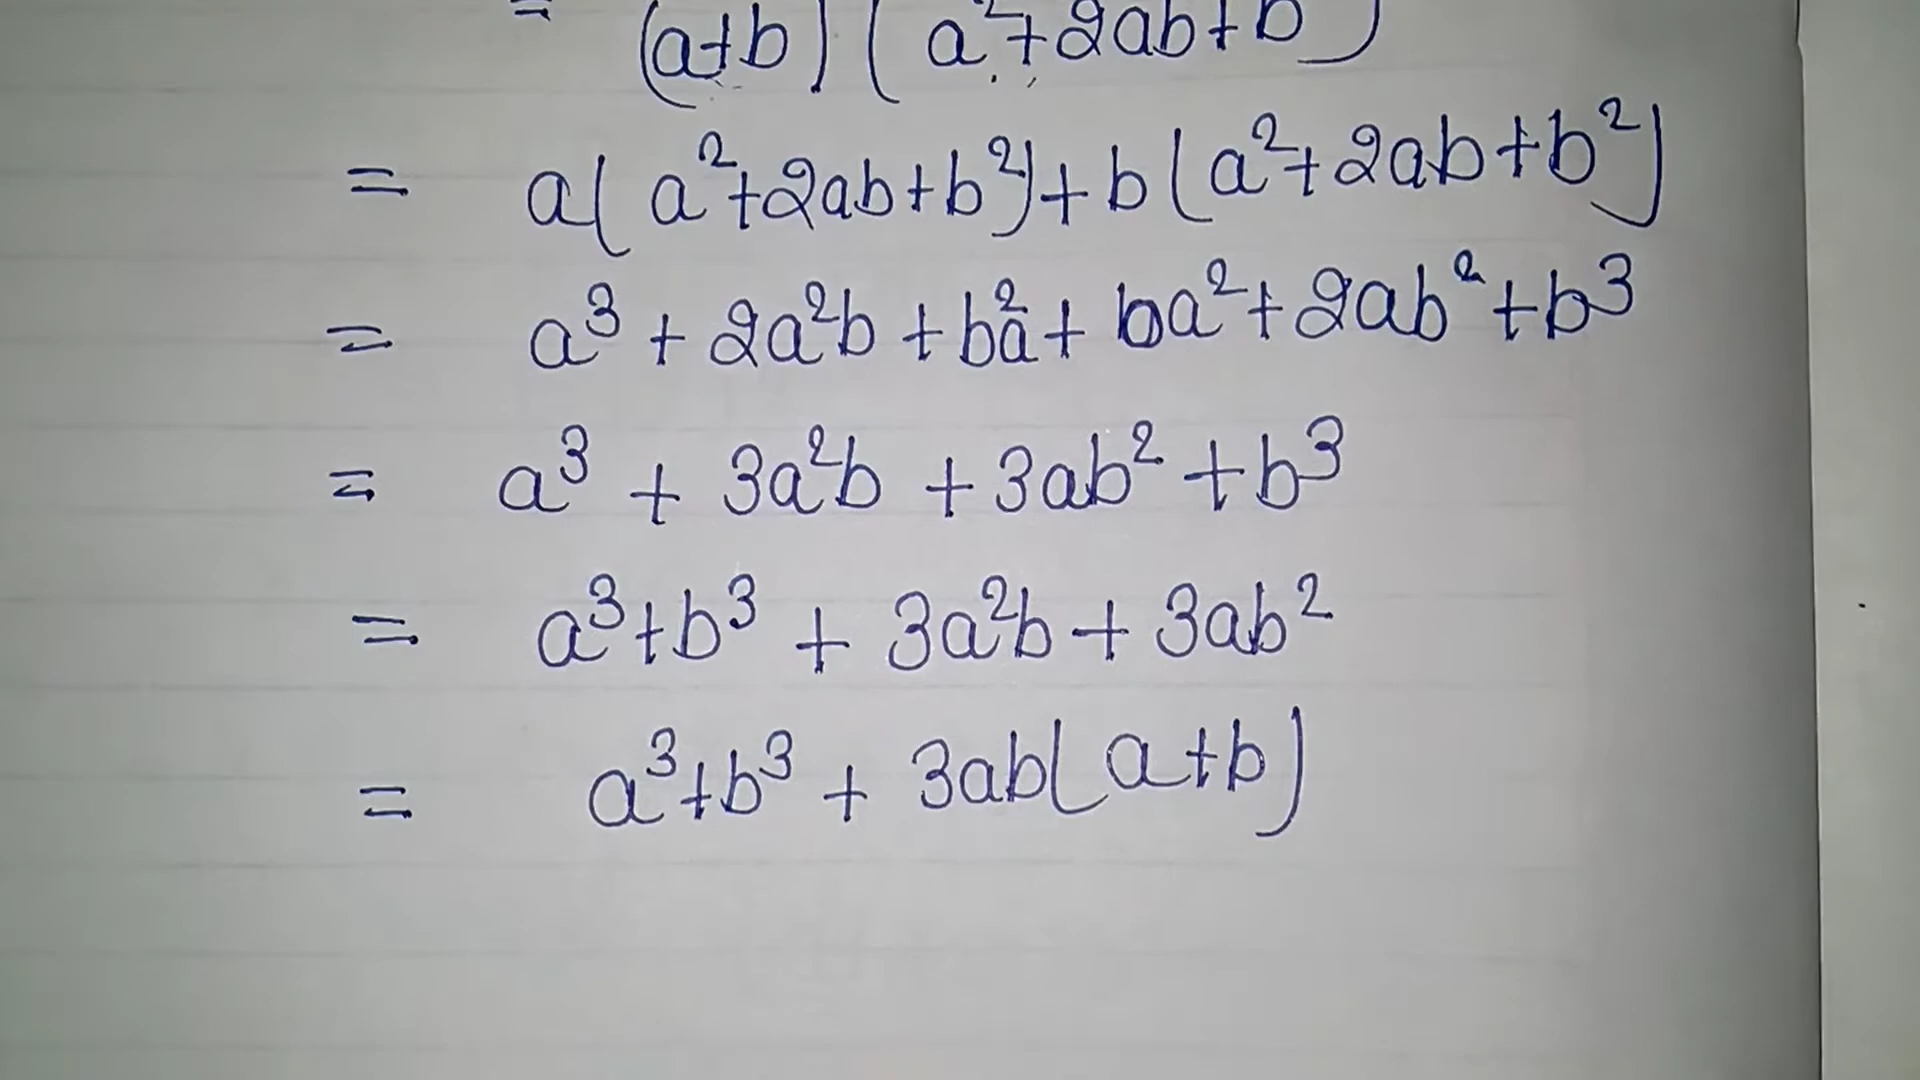 = (a+b) (a²+2ab+b)
= a(a²+2ab+b²)+b(a²+2ab+b²)
= a³ + 2a²b + b²a + ba² + 2ab² + b³
= a³ + 3a²b + 3ab² + b³
= a³+b³ + 3a²b + 3ab²
= a³+b³ + 3ab(a+b)